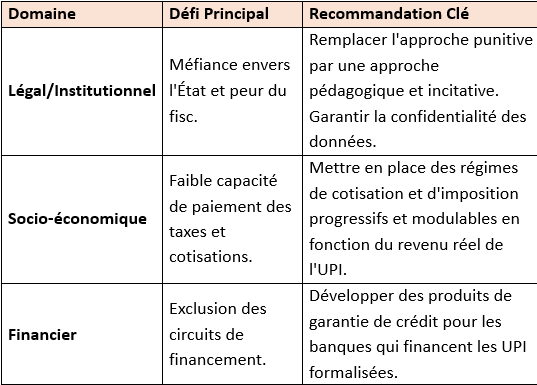 Domaine Défi Principal Recommandation Clé
Légal/Institutionnel
Méfiance envers
l'État et peur du
fisc.
Remplacer l'approche punitive
par une approche
pédagogique et incitative.
Garantir la confidentialité des
données.
Socio-économique
Faible capacité
de paiement des
taxes et
cotisations.
Mettre en place des régimes
de cotisation et d'imposition
progressifs et modulables en
fonction du revenu réel de
l'UPI.
Financier
Exclusion des
circuits de
financement.
Développer des produits de
garantie de crédit pour les
banques qui financent les UPI
formalisées.